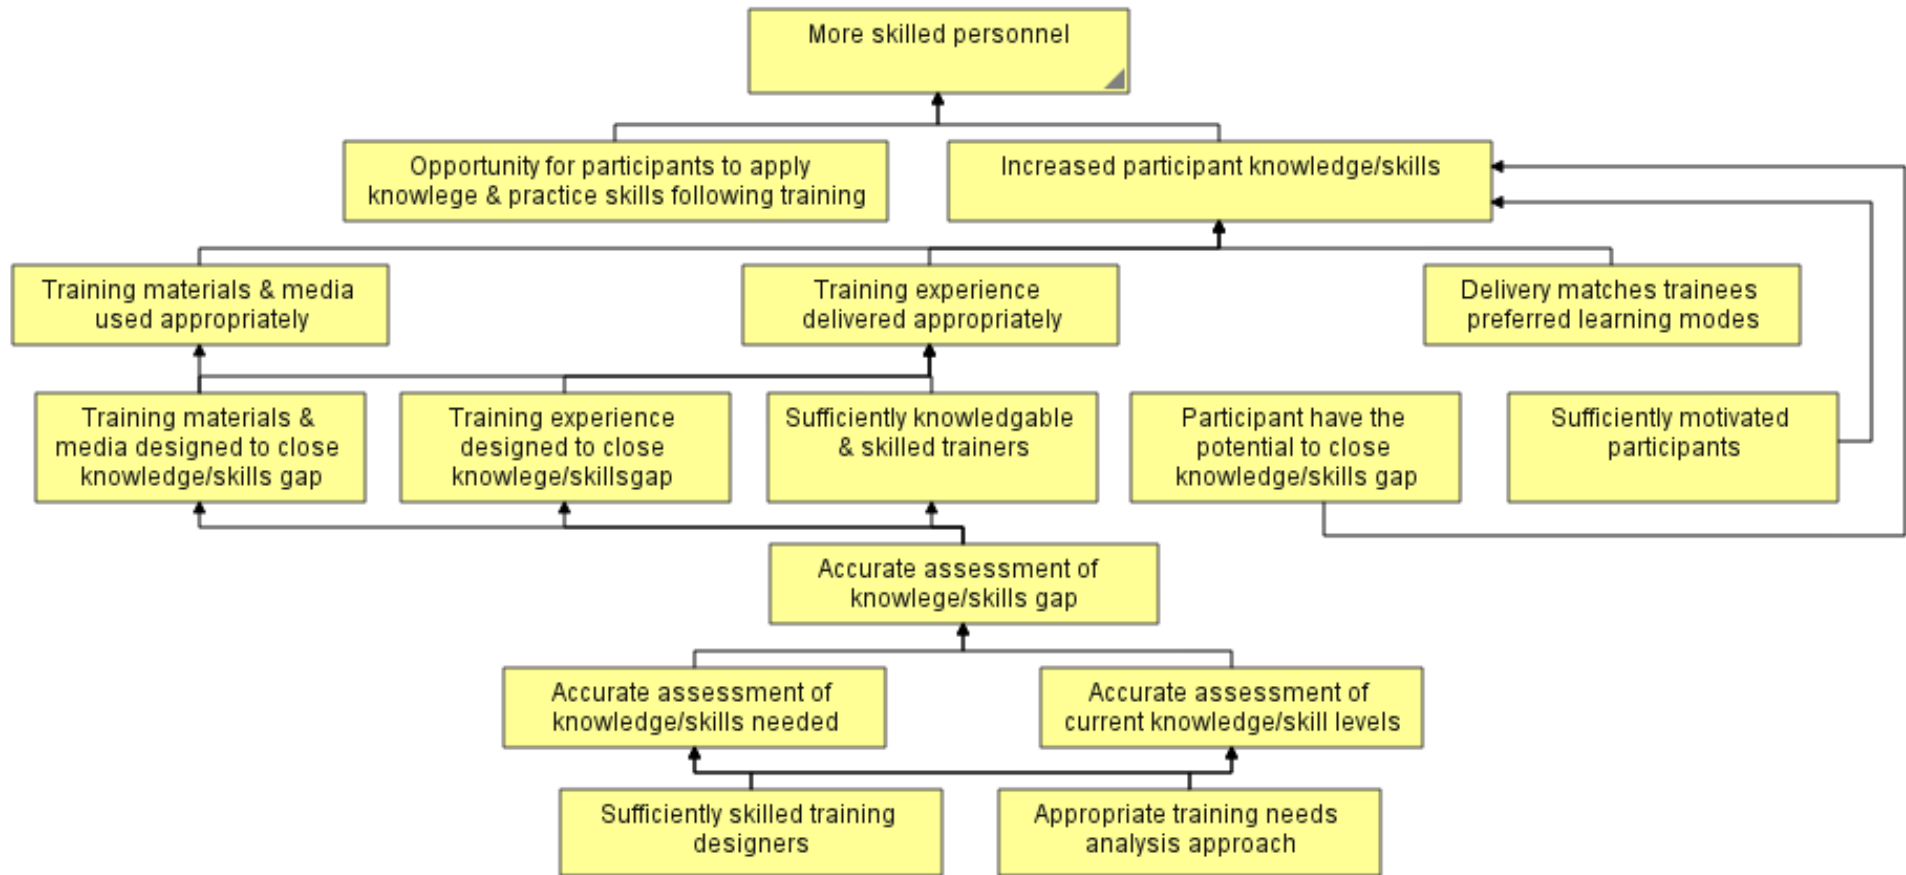 More skilled personnel
Opportunity for participants to apply
knowlege & practice skills following training
Increased participant knowledge/skills
Training materials & media
used appropriately
Training experience
delivered appropriately
Delivery matches trainees
preferred learning modes
Training materials &
media designed to close
knowledge/skills gap
Training experience
designed to close
knowlege/skillsgap
Sufficiently knowledgable
& skilled trainers
Participant have the
potential to close
knowledge/skills gap
Sufficiently motivated
participants
Accurate assessment of
knowlege/skills gap
Accurate assessment of
knowledge/skills needed
Accurate assessment of
current knowledge/skill levels
Sufficiently skilled training
designers
Appropriate training needs
analysis approach